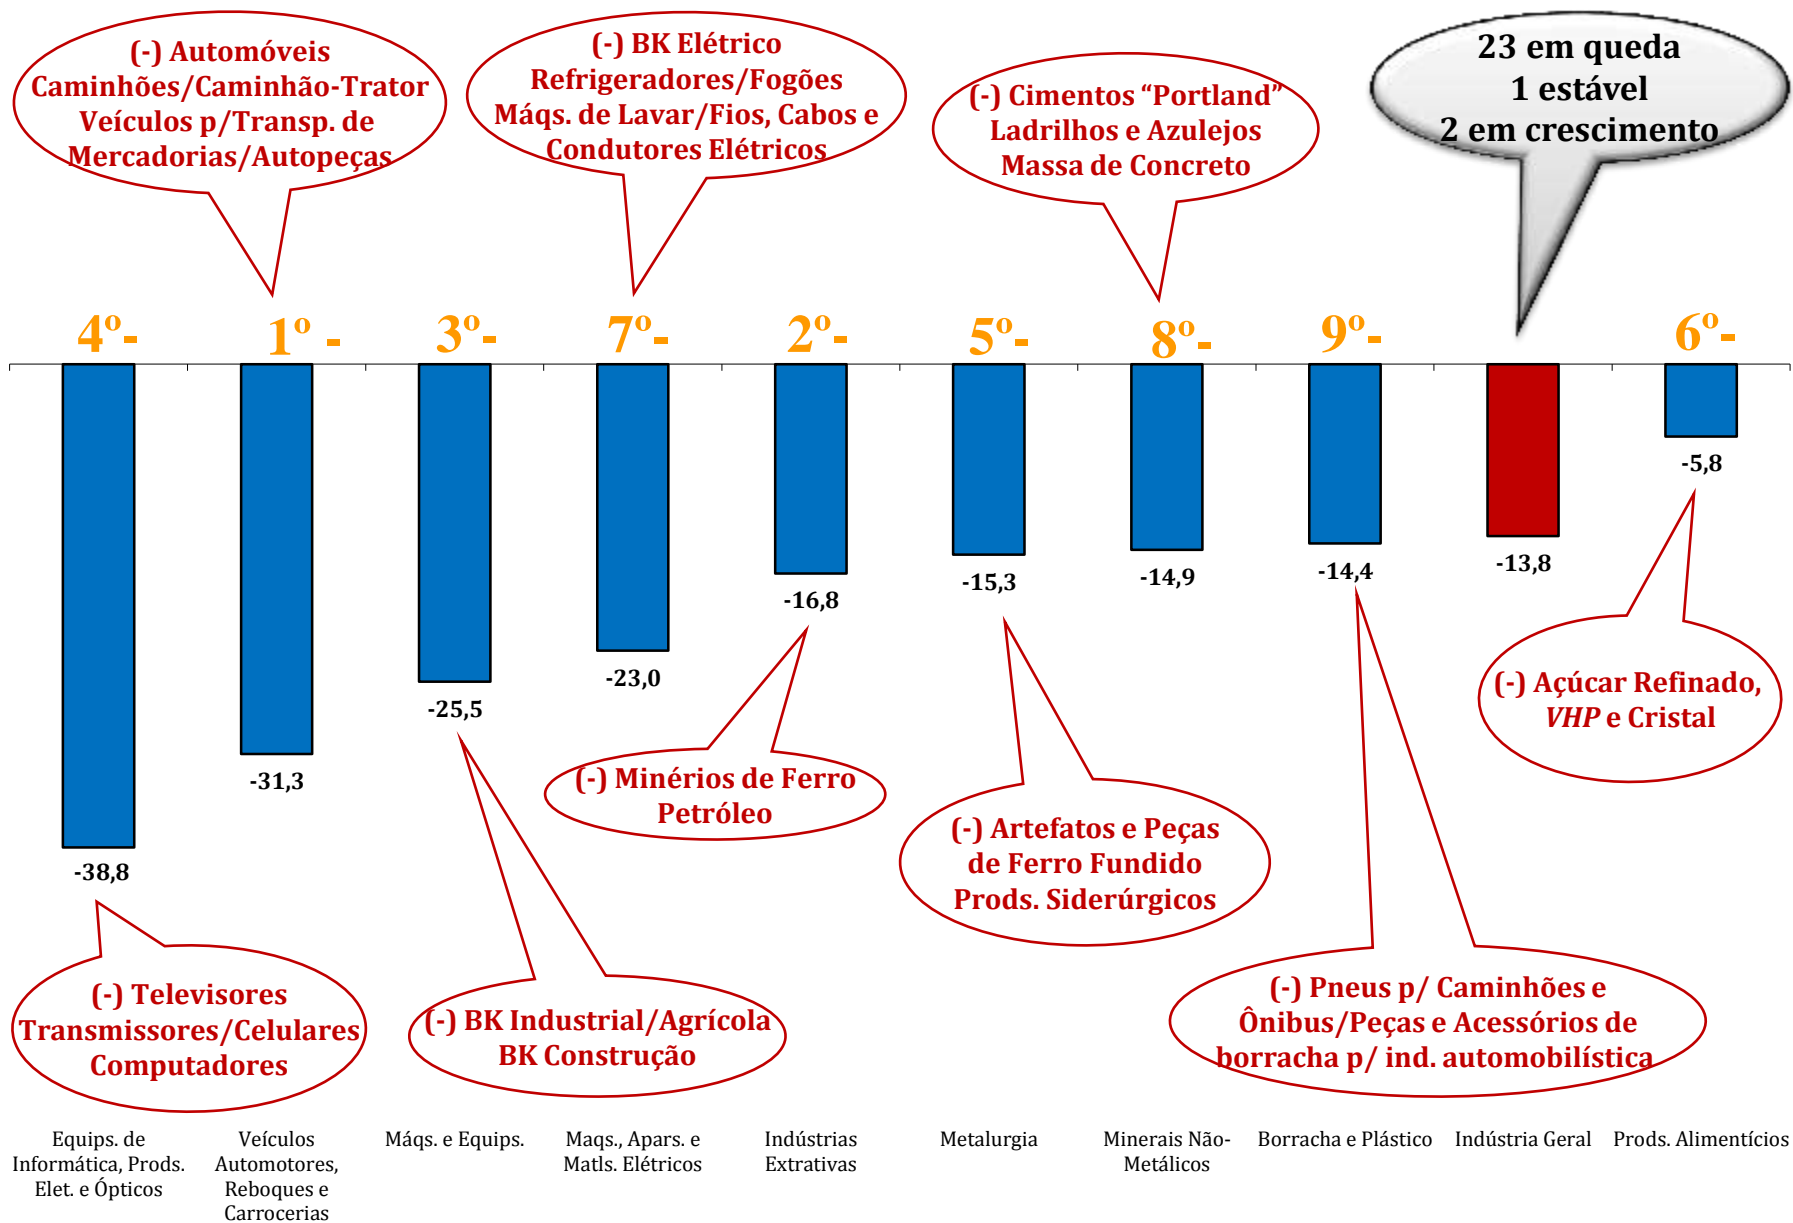 (-) Automóveis
Caminhões/Caminhão-Trator
Veículos p/Transp. de
Mercadorias/Autopeças
(-) BK Elétrico
Refrigeradores/Fogões
Máqs. de Lavar/Fios, Cabos e
Condutores Elétricos
(-) Cimentos “Portland”
Ladrilhos e Azulejos
Massa de Concreto
23 em queda
1 estável
2 em crescimento
4º-
1º -
3º-
7º-
2º-
5º-
8º-
9º-
6º-
-38,8
-31,3
-25,5
-23,0
-16,8
-15,3
-14,9
-14,4
-13,8
-5,8
(-) Minérios de Ferro
Petróleo
(-) Açúcar Refinado,
VHP e Cristal
(-) Artefatos e Peças
de Ferro Fundido
Prods. Siderúrgicos
(-) Televisores
Transmissores/Celulares
Computadores
(-) BK Industrial/Agrícola
BK Construção
(-) Pneus p/ Caminhões e
Ônibus/Peças e Acessórios de
borracha p/ ind. automobilística
Equips. de
Informática, Prods.
Elet. e Ópticos
Veículos
Automotores,
Reboques e
Carrocerias
Máqs. e Equips.
Maqs., Apars. e
Matls. Elétricos
Indústrias
Extrativas
Metalurgia
Minerais Não-
Metálicos
Borracha e Plástico
Indústria Geral
Prods. Alimentícios